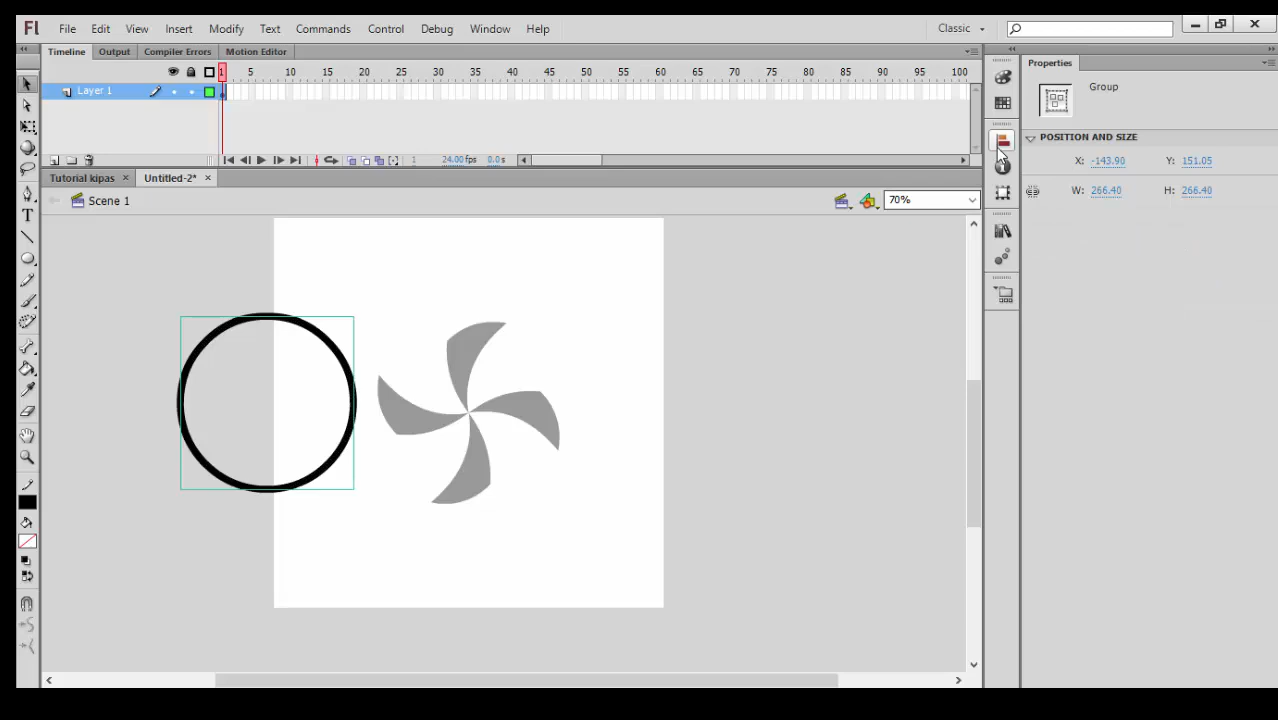 Fl File Edit View Insert Modify Text Commands Control Debug Window Help Classic
Timeline Output Compiler Errors Motion Editor
Properties
1 5 10 15 20 25 30 35 40 45 50 55 60 65 70 75 80 85 90 95 100
Group
Layer 1
POSITION AND SIZE
1 24.00 fps 0.0 s
X: -143.90 Y: 151.05
Tutorial kipas × Untitled-2* ×
W: 266.40 H: 266.40
Scene 1 70%
T